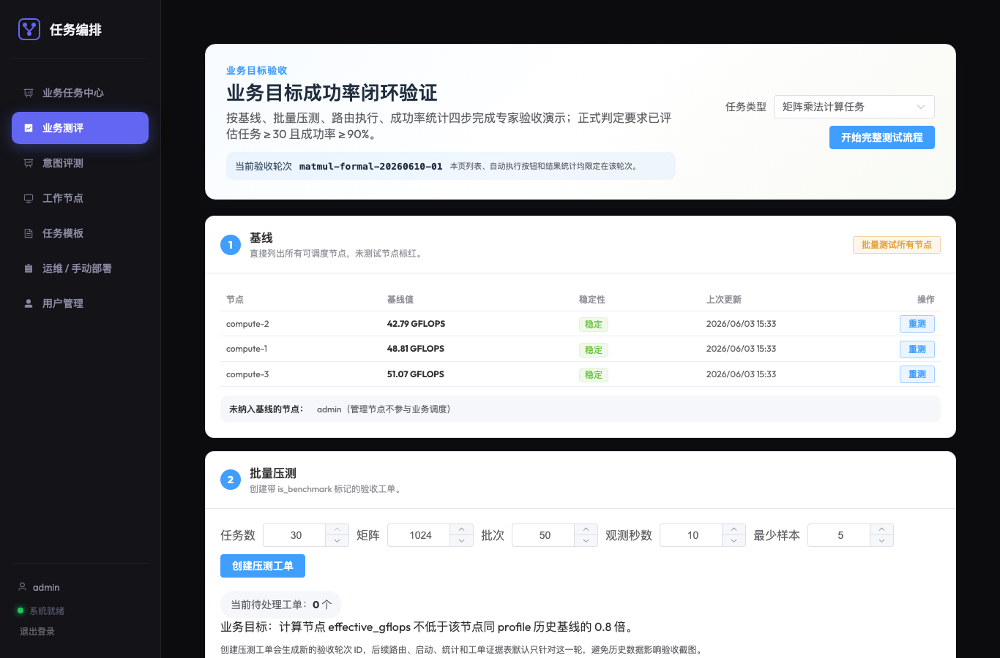 任务编排
业务任务中心
业务测评
意图评测
工作节点
任务模板
运维 / 手动部署
用户管理
admin
系统就绪
退出登录
业务目标验收
业务目标成功率闭环验证
按基线、批量压测、路由执行、成功率统计四步完成专家验收演示；正式判定要求已评
估任务 ≥ 30 且成功率 ≥ 90%。
当前验收轮次 matmul-formal-20260610-01 本页列表、自动执行按钮和结果统计均限定在该轮次。
任务类型 矩阵乘法计算任务
开始完整测试流程
1 基线
直接列出所有可调度节点，未测试节点标红。
批量测试所有节点
节点 基线值 稳定性 上次更新 操作
compute-2 42.79 GFLOPS 稳定 2026/06/03 15:33 重测
compute-1 48.81 GFLOPS 稳定 2026/06/03 15:33 重测
compute-3 51.07 GFLOPS 稳定 2026/06/03 15:33 重测
未纳入基线的节点： admin（管理节点不参与业务调度）
2 批量压测
创建带 is_benchmark 标记的验收工单。
任务数 30 矩阵 1024 批次 50 观测秒数 10 最少样本 5
创建压测工单
当前待处理工单：0 个
业务目标：计算节点 effective_gflops 不低于该节点同 profile 历史基线的 0.8 倍。
创建压测工单会生成新的验收轮次 ID，后续路由、启动、统计和工单证据表默认只针对这一轮，避免历史数据影响验收截图。